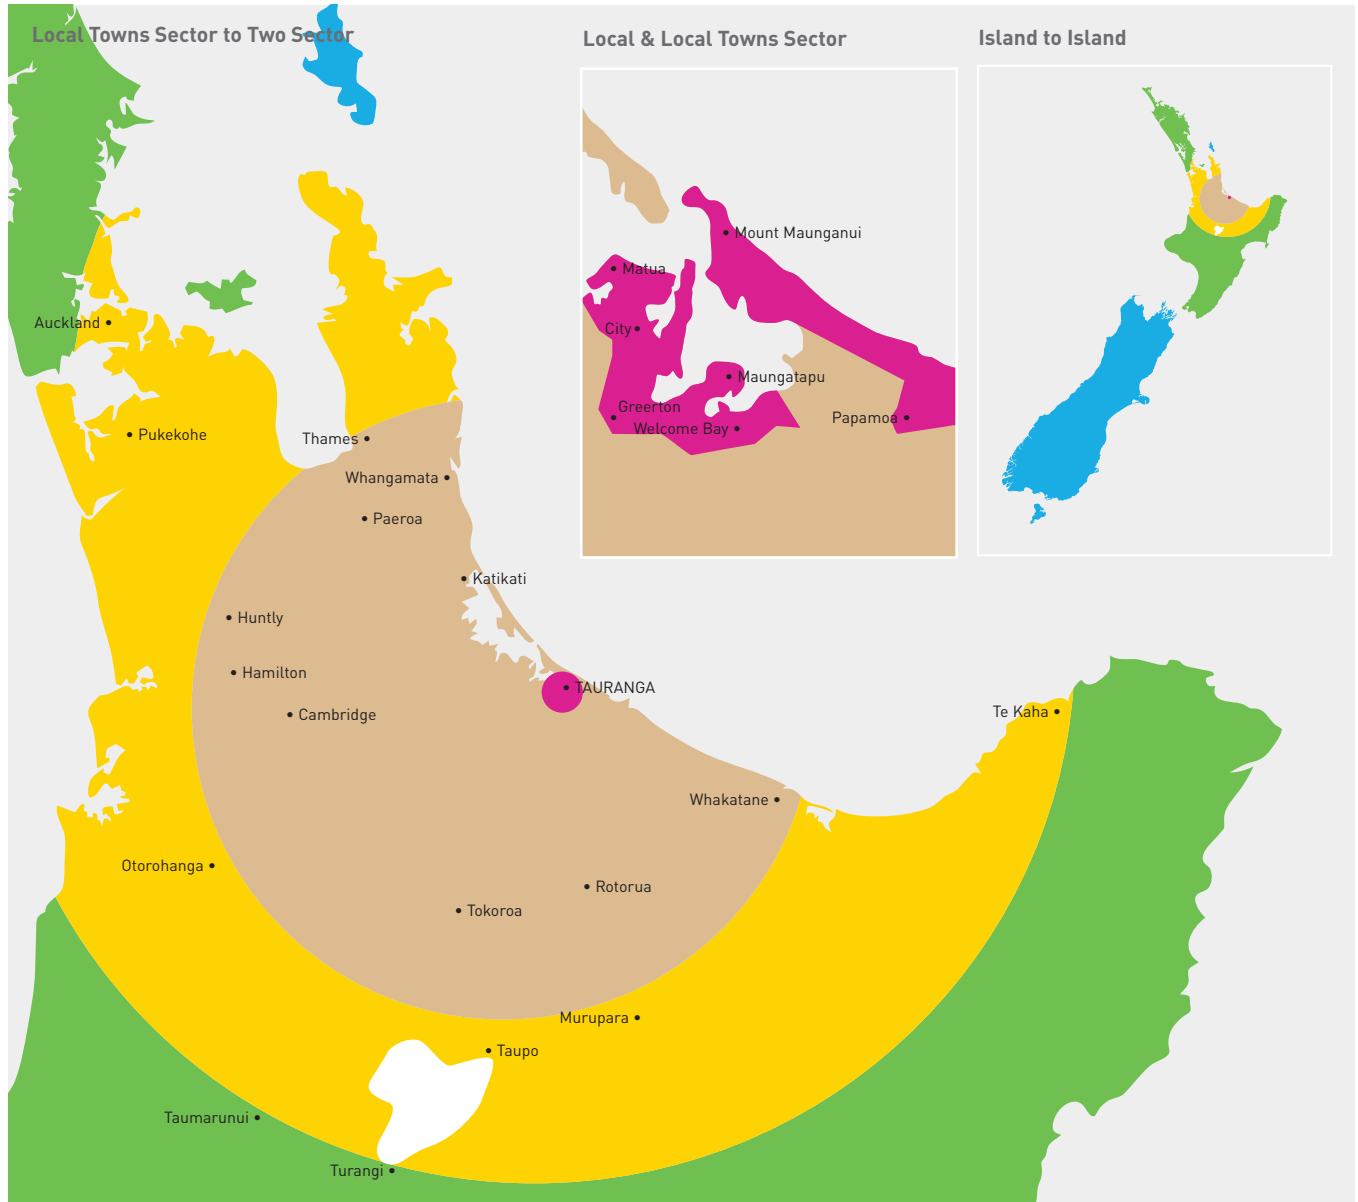 Local Towns Sector to Two Sector
Local & Local Towns Sector
Island to Island
Mount Maunganui
Matua
City
Maungatapu
Greerton
Welcome Bay
Papamoa
Auckland
Pukekohe
Thames
Whangamata
Paeroa
Katikati
Huntly
Hamilton
TAURANGA
Cambridge
Te Kaha
Whakatane
Otorohanga
Rotorua
Tokoroa
Murupara
Taupo
Taumarunui
Turangi